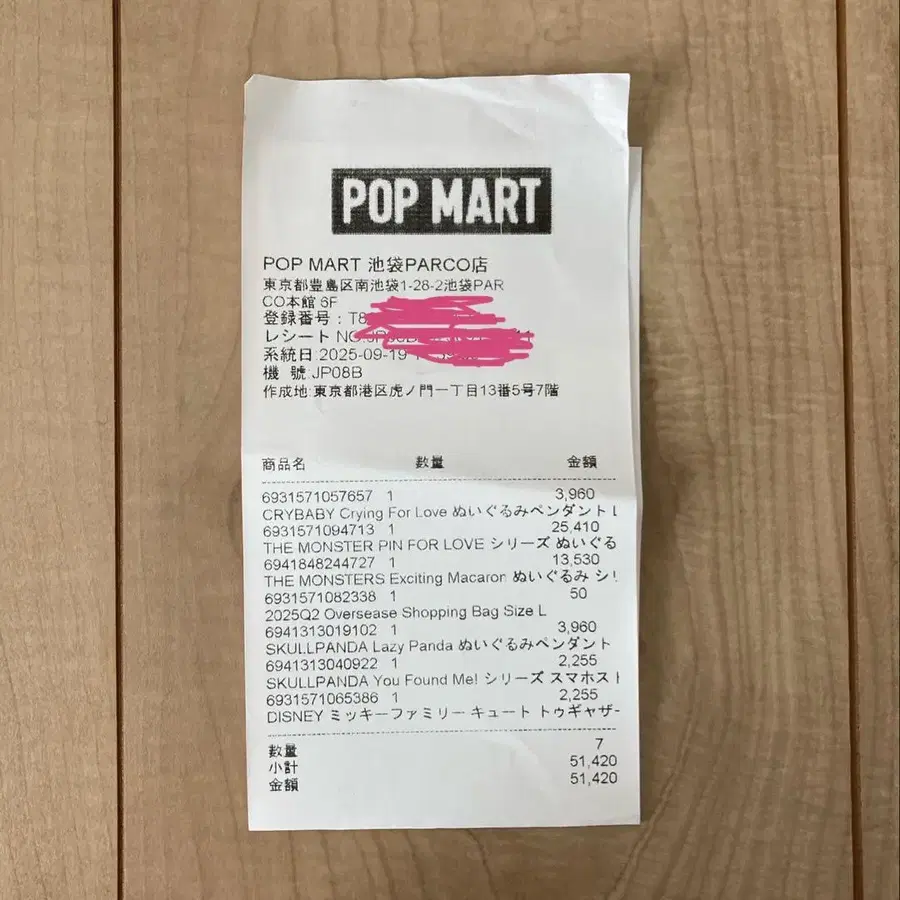 POP MART
POP MART 池袋PARCO店
東京都豊島区南池袋1-28-2池袋PAR
CO本館 6F
登録番号：T8
レシート NO
系統日:2025-09-19
機 號:JP08B
作成地:東京都港区虎ノ門一丁目13番5号7階
商品名 数量 金額
6931571057657 1 3,960
CRYBABY Crying For Love ぬいぐるみペンダント
6931571094713 1 25,410
THE MONSTER PIN FOR LOVE シリーズ ぬいぐる
6941848244727 1 13,530
THE MONSTERS Exciting Macaron ぬいぐるみ シ
6931571082338 1 50
2025Q2 Oversease Shopping Bag Size L
6941313019102 1 3,960
SKULLPANDA Lazy Panda ぬいぐるみペンダント
6941313040922 1 2,255
SKULLPANDA You Found Me! シリーズ スマホスト
6931571065386 1 2,255
DISNEY ミッキーファミリー キュート トゥギャザー
數量 7
小計 51,420
金額 51,420